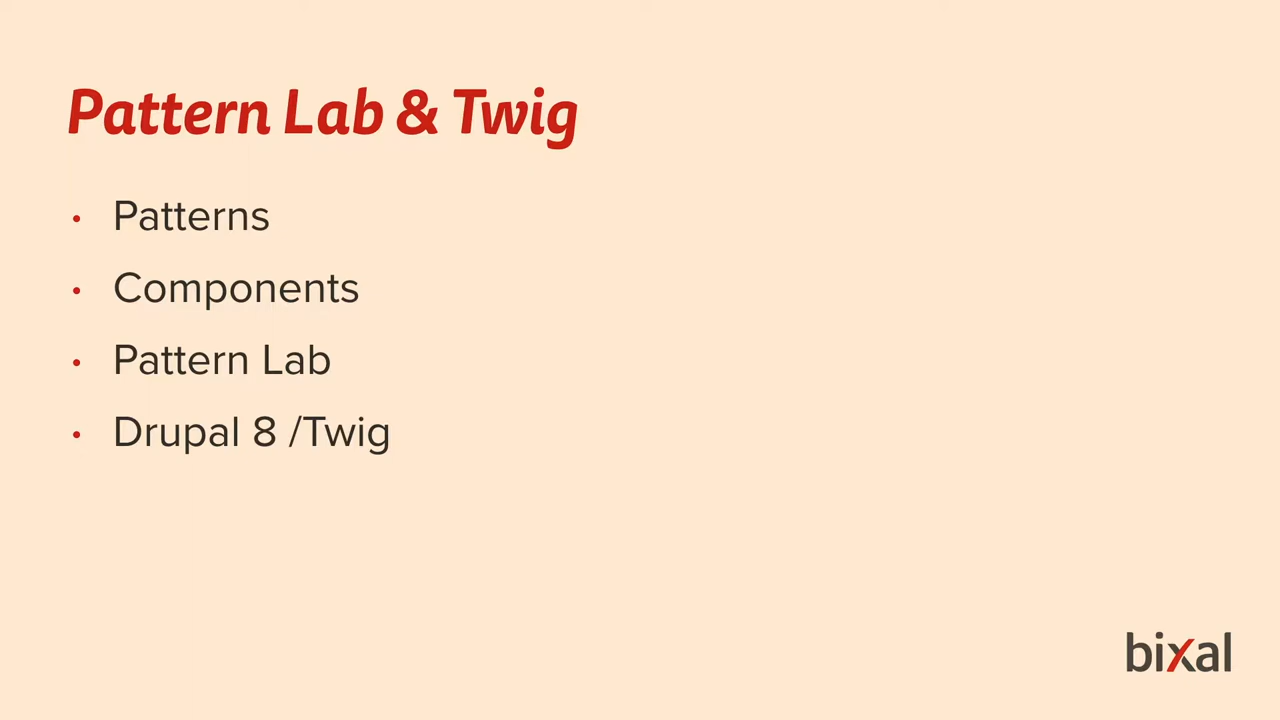 Pattern Lab & Twig
• Patterns
• Components
• Pattern Lab
• Drupal 8 /Twig
bixal